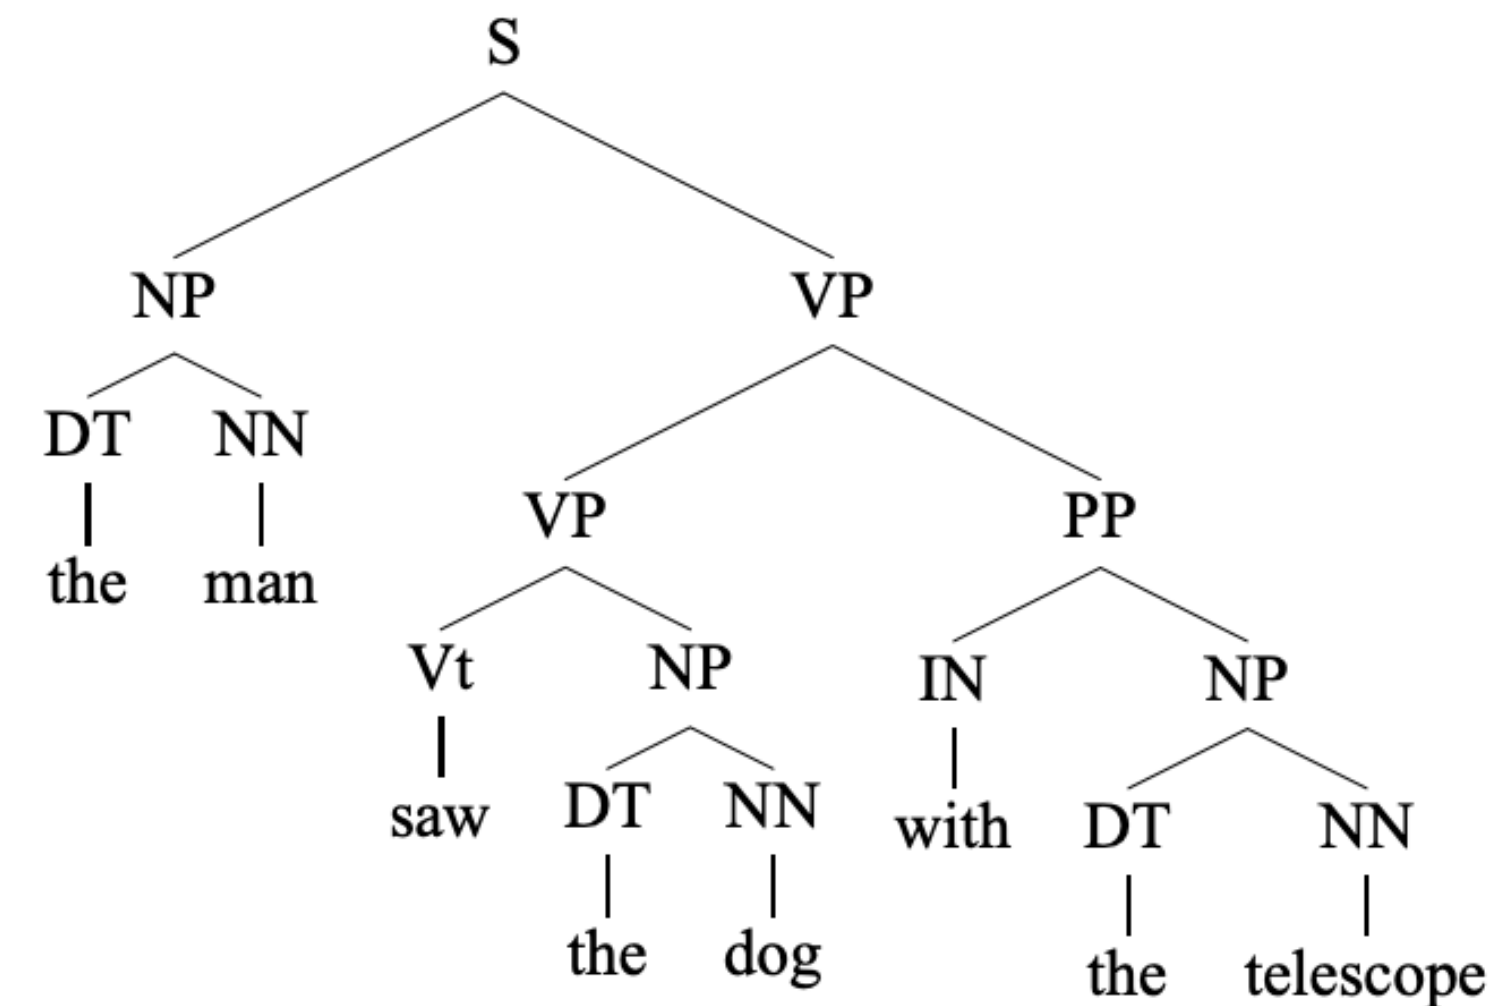 S
NP VP
DT NN
the man
VP PP
Vt NP
saw
DT NN
the dog
IN NP
with
DT NN
the telescope